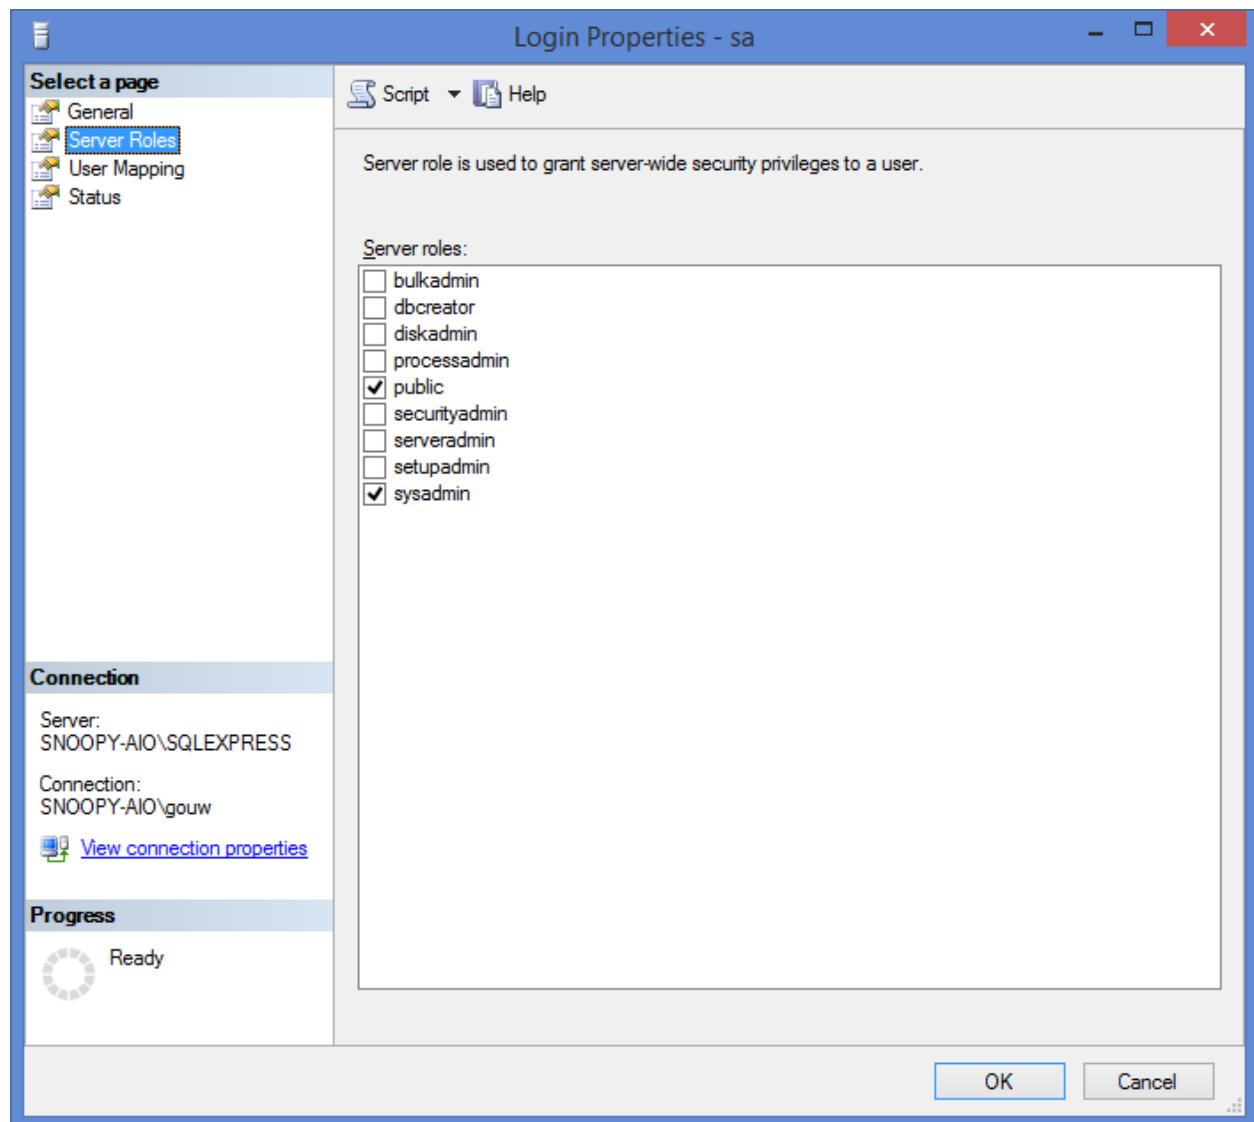 Login Properties - sa
Select a page
General
Server Roles
User Mapping
Status
Script
Help
Server role is used to grant server-wide security privileges to a user.
Server roles:
bulkadmin
dbcreator
diskadmin
processadmin
public
securityadmin
serveradmin
setupadmin
sysadmin
Connection
Server:
SNOOPY-AIO\SQLEXPRESS
Connection:
SNOOPY-AIO\gouw
View connection properties
Progress
Ready
OK
Cancel